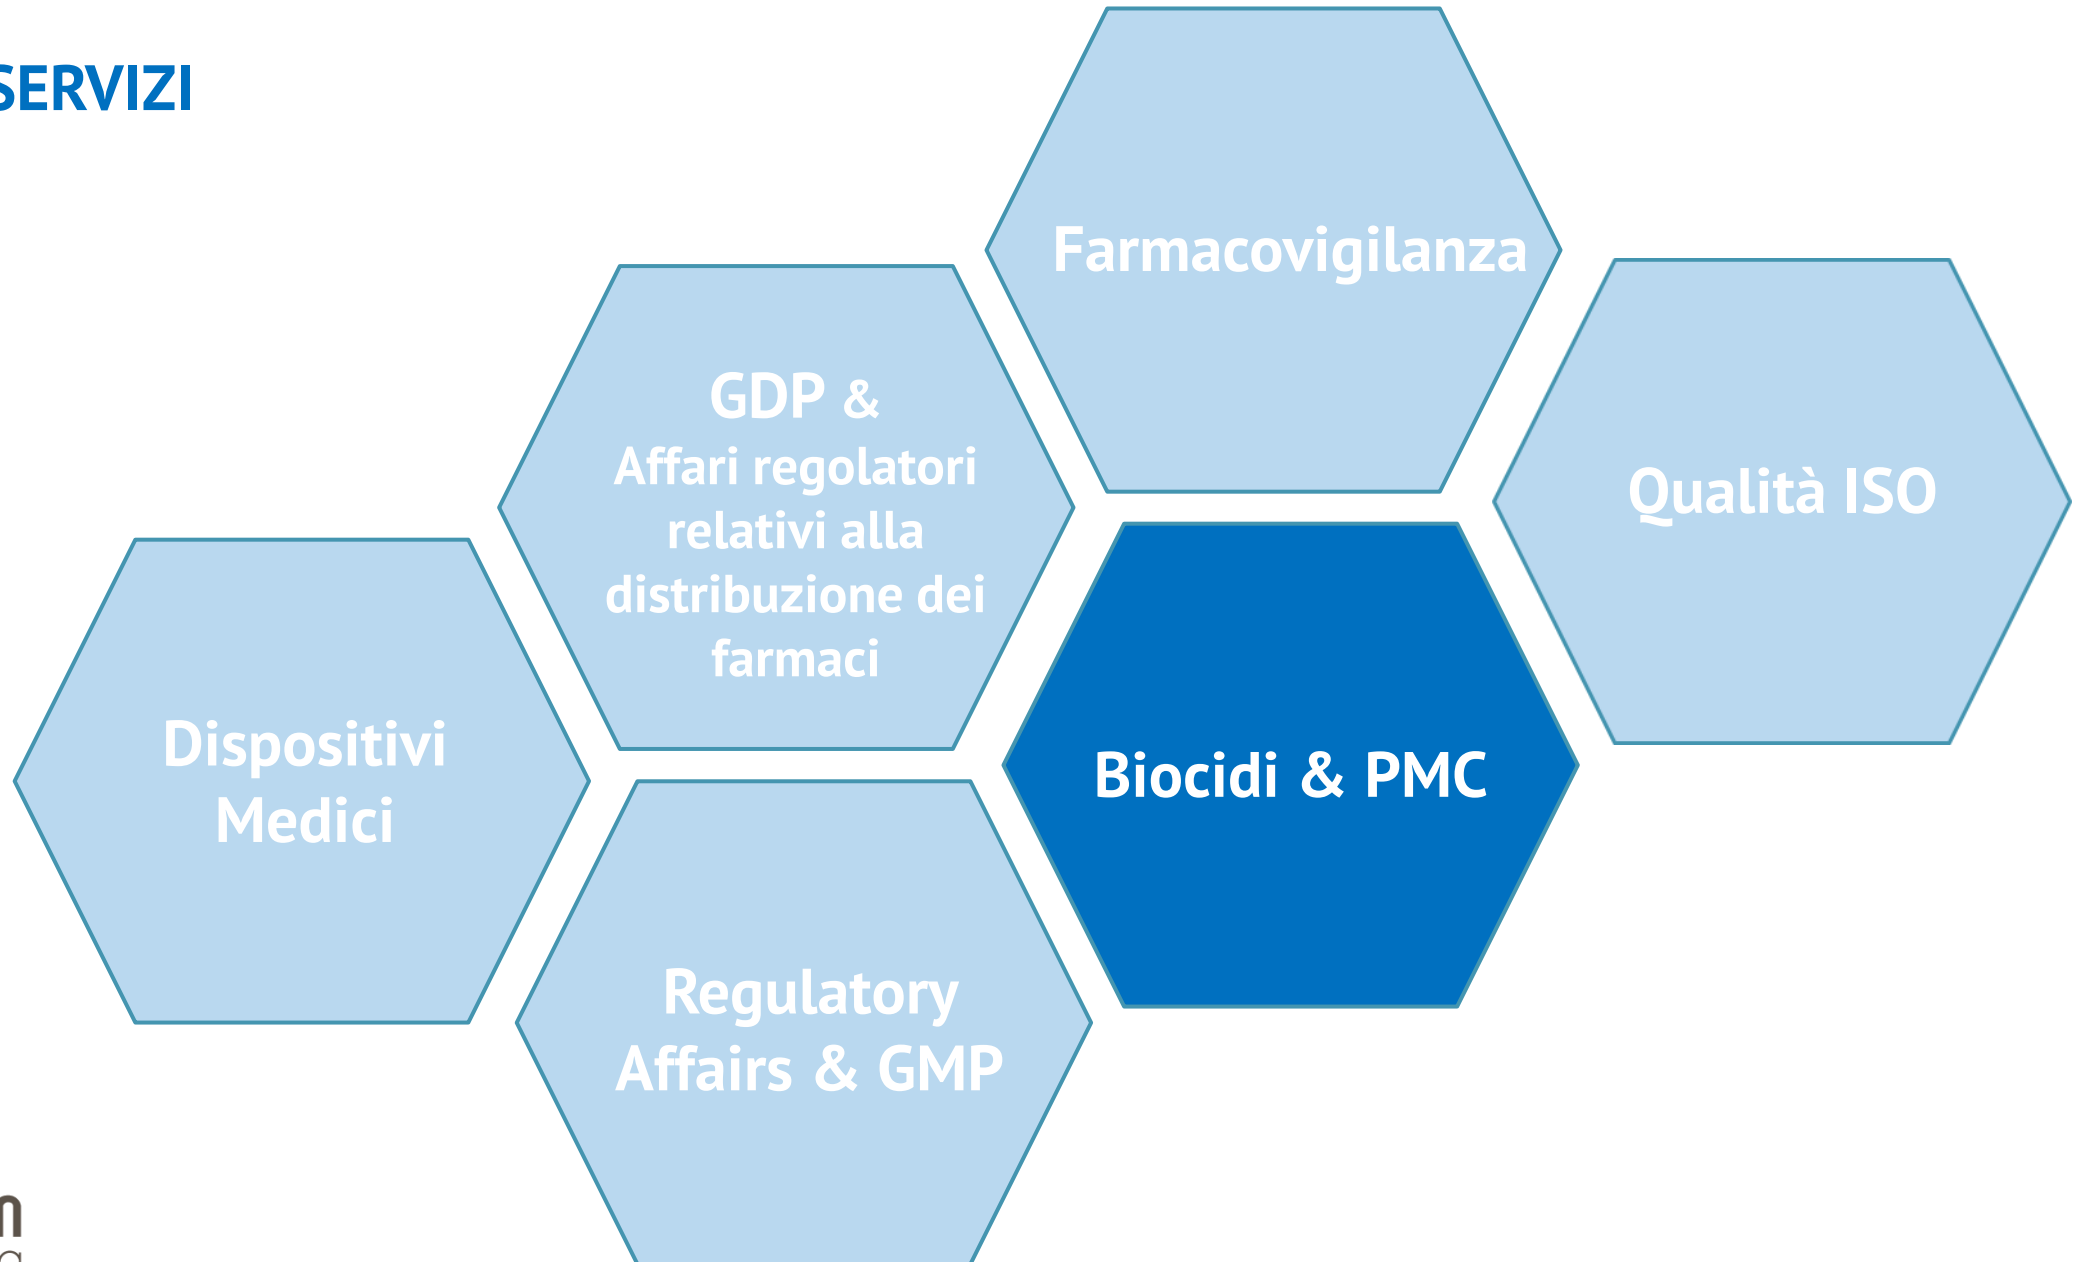 SERVIZI
Farmacovigilanza
GDP &
Affari regolatori
relativi alla
distribuzione dei
farmaci
Qualità ISO
Dispositivi
Medici
Biocidi & PMC
Regulatory
Affairs & GMP